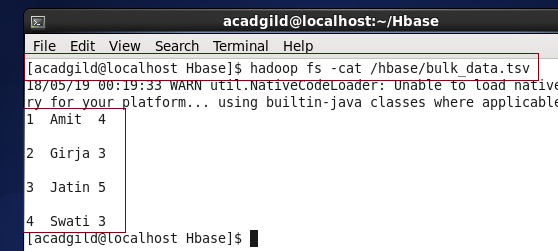 acadgild@localhost:~/Hbase
File Edit View Search Terminal Help
[acadgild@localhost Hbase]$ hadoop fs -cat /hbase/bulk_data.tsv
18/05/19 00:19:33 WARN util.NativeCodeLoader: Unable to load native
ry for your platform... using builtin-java classes where applicable
1 Amit 4
2 Girja 3
3 Jatin 5
4 Swati 3
[acadgild@localhost Hbase]$